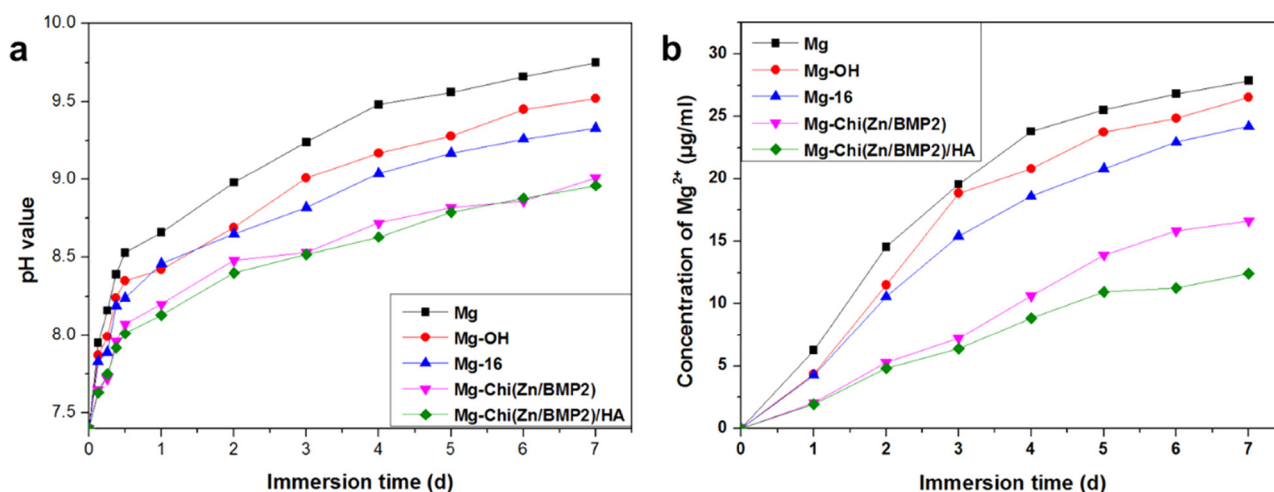 a
10.0
9.5
9.0
8.5
8.0
7.5
pH value
0 1 2 3 4 5 6 7
Immersion time (d)
Mg
Mg-OH
Mg-16
Mg-Chi(Zn/BMP2)
Mg-Chi(Zn/BMP2)/HA
b
30
25
20
15
10
5
0
Concentration of Mg²⁺ (μg/ml)
0 1 2 3 4 5 6 7
Immersion time (d)
Mg
Mg-OH
Mg-16
Mg-Chi(Zn/BMP2)
Mg-Chi(Zn/BMP2)/HA